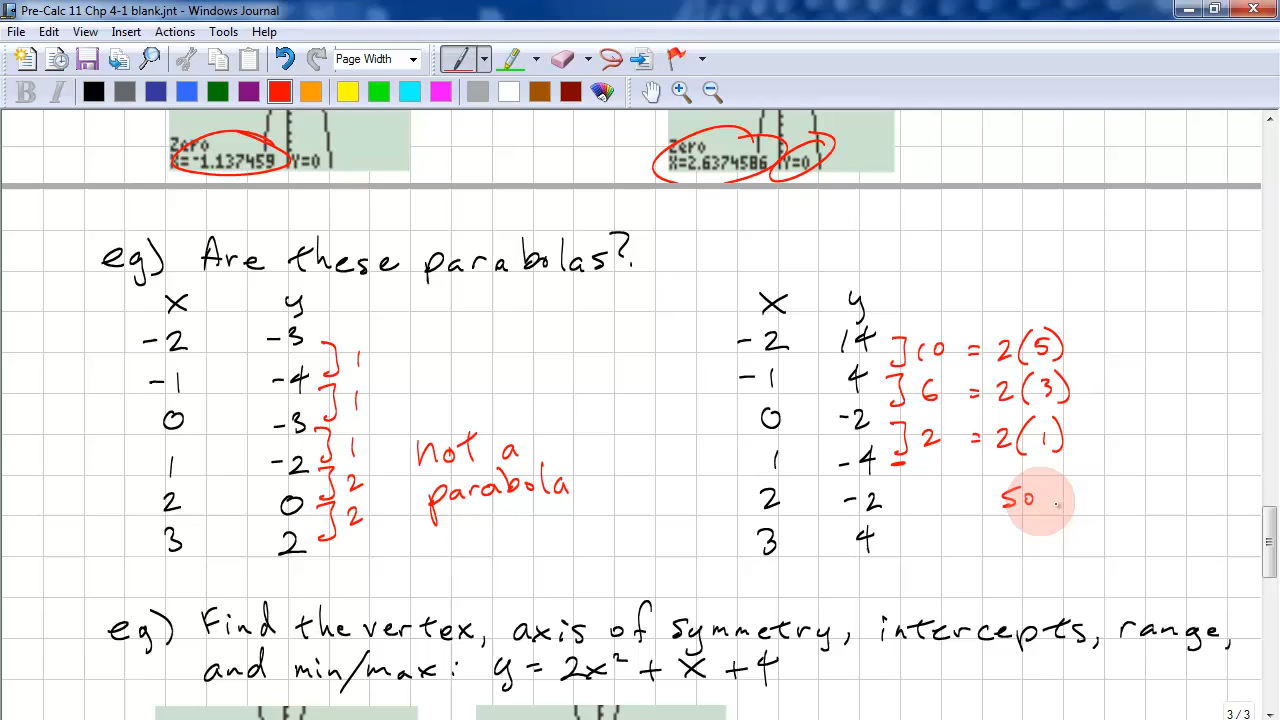 Pre-Calc 11 Chp 4-1 blank.jnt - Windows Journal
File Edit View Insert Actions Tools Help
Page Width
B I
Zero
X=-1.137459 Y=0
Zero
X=2.6374586 Y=0
eg) Are these parabolas?
x y
-2 -3
-1 -4
0 -3
1 -2
2 0
3 2
1
1
1
2
2
not a
parabola
x y
-2 14
-1 4
0 -2
1 -4
2 -2
3 4
10 = 2(5)
6 = 2(3)
2 = 2(1)
so
eg) Find the vertex, axis of symmetry, intercepts, range,
and min/max: y = 2x² + x + 4
3/3